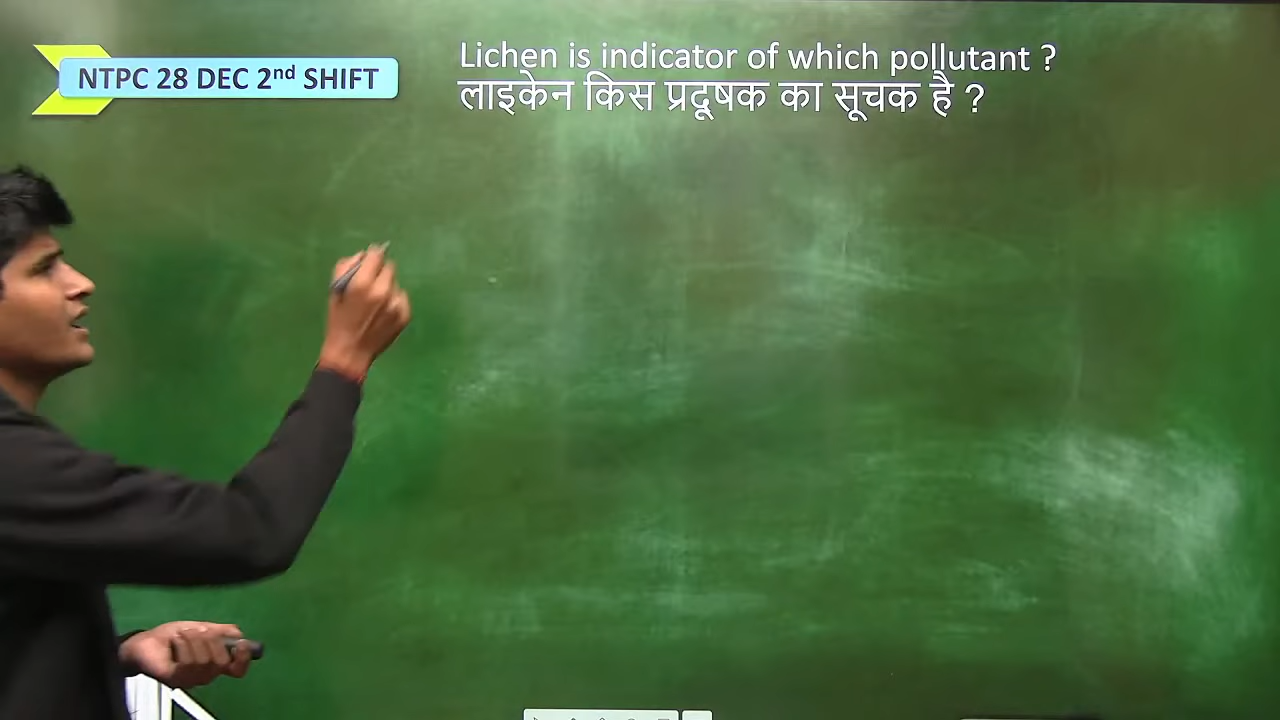 NTPC 28 DEC 2nd SHIFT
Lichen is indicator of which pollutant ?
लाइकेन किस प्रदूषक का सूचक है ?